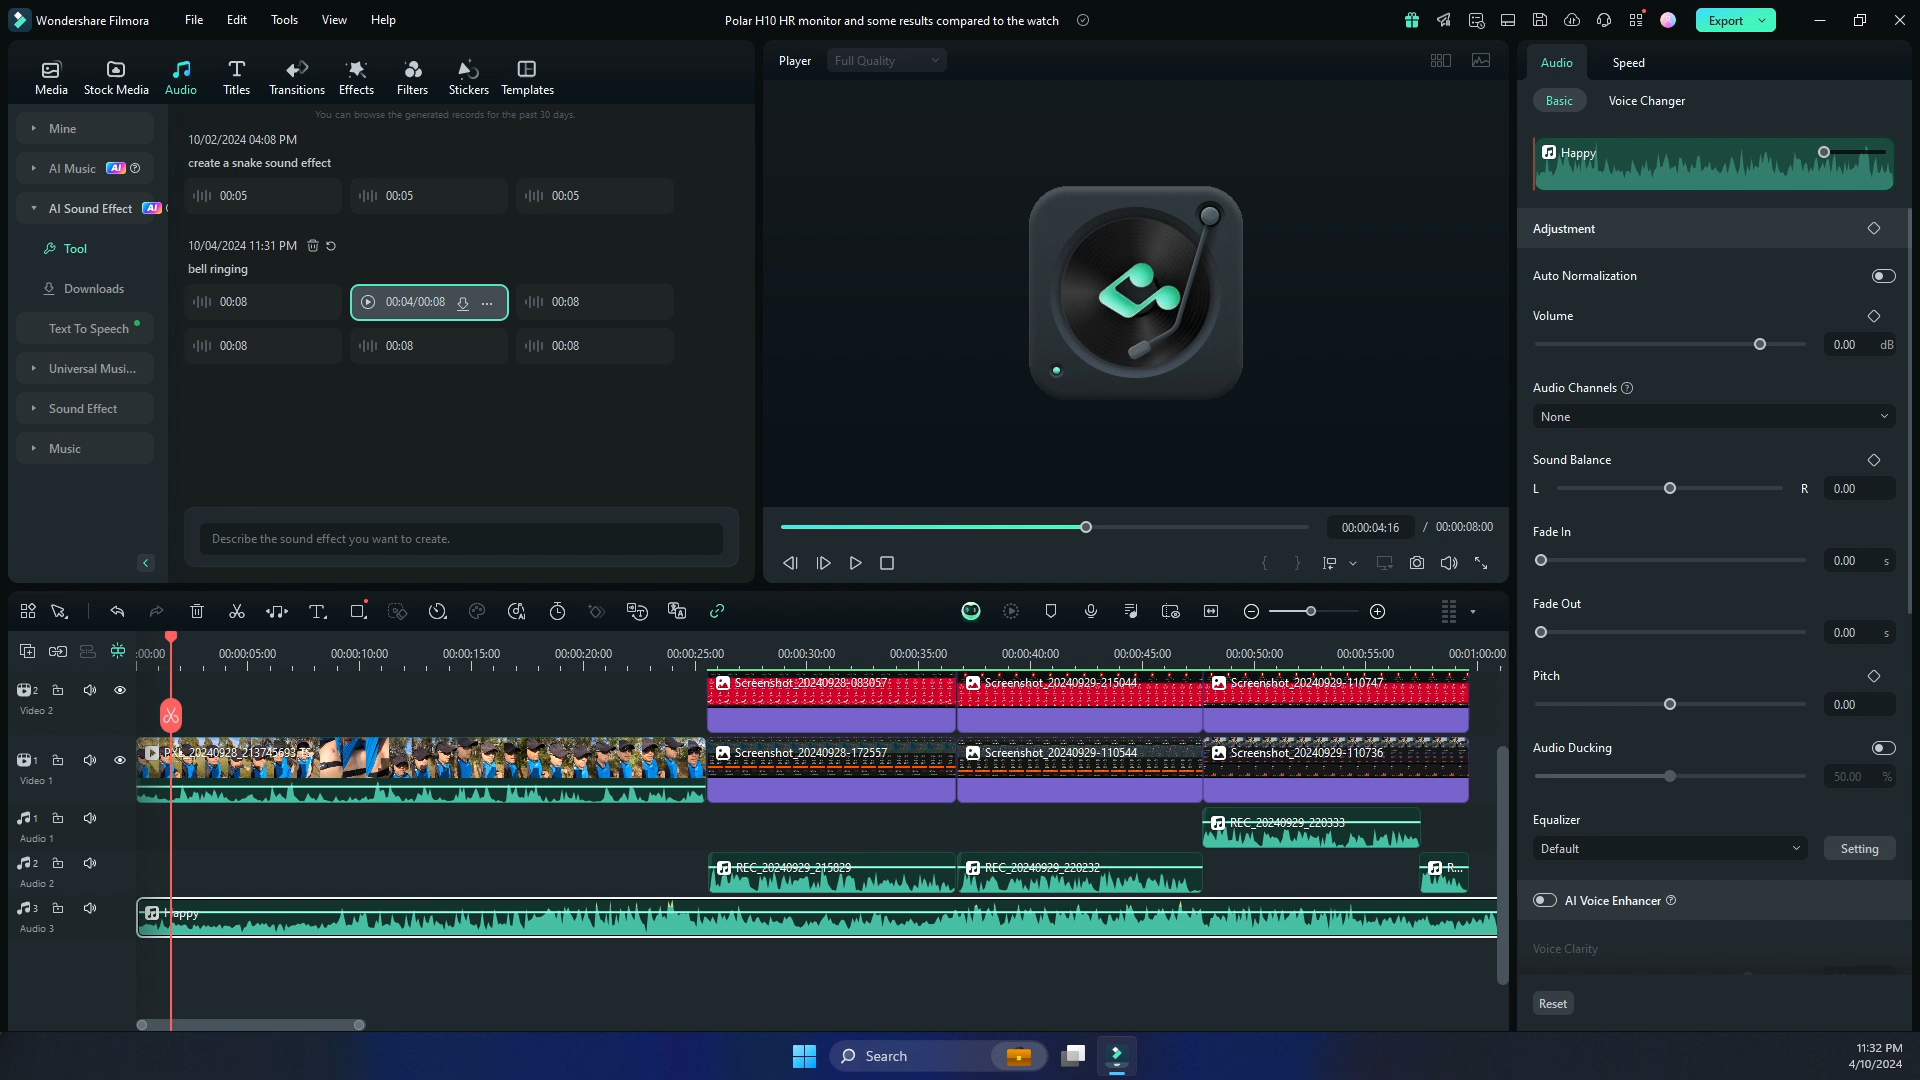 Wondershare Filmora
File
Edit
Tools
View
Help
Polar H10 HR monitor and some results compared to the watch
Export
Media
Stock Media
Audio
Titles
Transitions
Effects
Filters
Stickers
Templates
Mine
AI Music
AI
AI Sound Effect
AI
Tool
Downloads
Text To Speech
Universal Musi...
Sound Effect
Music
You can browse the generated records for the past 30 days.
10/02/2024 04:08 PM
create a snake sound effect
00:05
00:05
00:05
10/04/2024 11:31 PM
bell ringing
00:08
00:04/00:08
00:08
00:08
00:08
00:08
Describe the sound effect you want to create.
Player
Full Quality
00:00:04:16 / 00:00:08:00
Audio
Speed
Basic
Voice Changer
Happy
Adjustment
Auto Normalization
Volume
0.00 dB
Audio Channels
None
Sound Balance
L
R
0.00
Fade In
0.00 s
Fade Out
0.00 s
Pitch
0.00
Audio Ducking
50.00 %
Equalizer
Default
Setting
AI Voice Enhancer
Voice Clarity
Reset
:00:00
00:00:05:00
00:00:10:00
00:00:15:00
00:00:20:00
00:00:25:00
00:00:30:00
00:00:35:00
00:00:40:00
00:00:45:00
00:00:50:00
00:00:55:00
00:01:00:00
2
Video 2
Screenshot_20240928-083057
Screenshot_20240929-215044
Screenshot_20240929-110747
1
Video 1
PXL_20240928_213745693.TS
Screenshot_20240928-172557
Screenshot_20240929-110544
Screenshot_20240929-110736
1
Audio 1
REC_20240929_220333
2
Audio 2
REC_20240929_215829
REC_20240929_220232
R...
3
Audio 3
Happy
Search
11:32 PM
4/10/2024